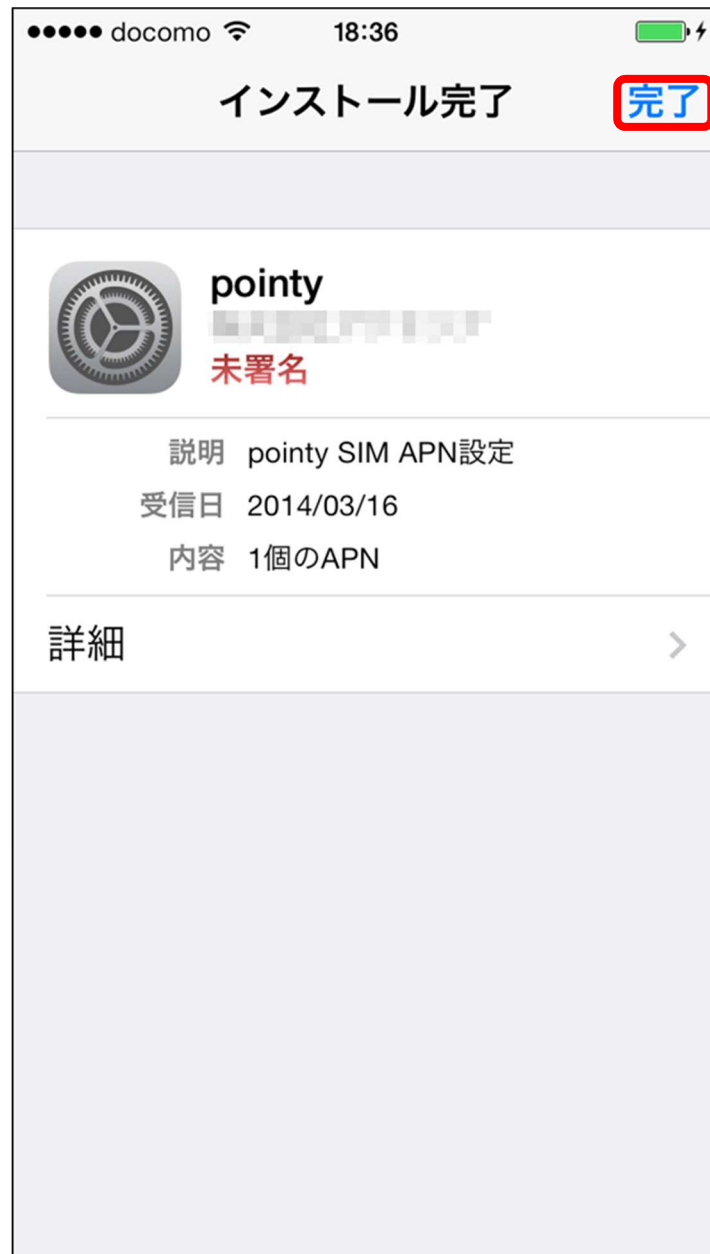 docomo 18:36
インストール完了 完了
pointy
未署名
説明 pointy SIM APN設定
受信日 2014/03/16
内容 1個のAPN
詳細